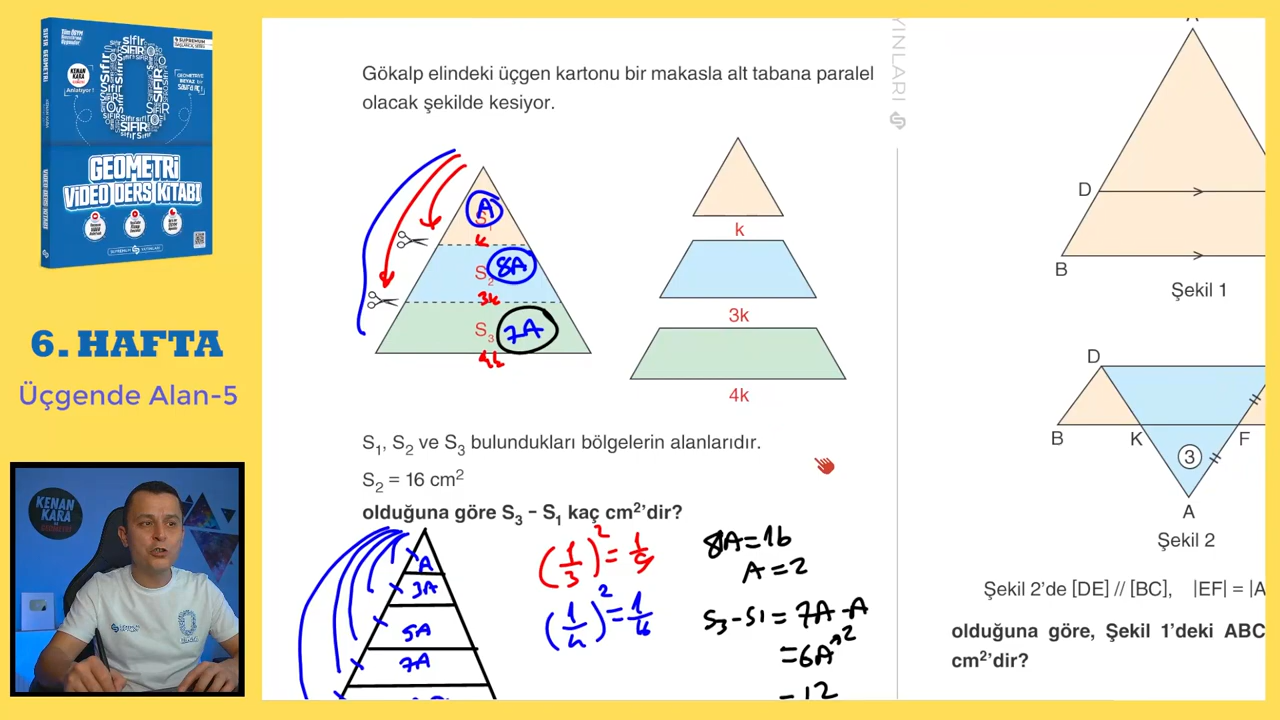 SIFIR
GEOMETRİ
VİDEO DERS KİTABI
KENAN
KARA
6. HAFTA
Üçgende Alan-5
KENAN
KARA
Gökalp elindeki üçgen kartonu bir makasla alt tabana paralel
olacak şekilde kesiyor.
A
S1
k
S2 8A
3k
S3 7A
4k
k
3k
4k
S1, S2 ve S3 bulundukları bölgelerin alanlarıdır.
S2 = 16 cm²
olduğuna göre S3 – S1 kaç cm²'dir?
A
3A
5A
7A
(1/3)² = 1/9
(1/4)² = 1/16
8A=16
A=2
S3-S1 = 7A-A
=6A
2
=12
YINLARI
D
B
Şekil 1
D
B
K
F
3
A
Şekil 2
Şekil 2'de [DE] // [BC], |EF| = |A
olduğuna göre, Şekil 1'deki ABC
cm²'dir?